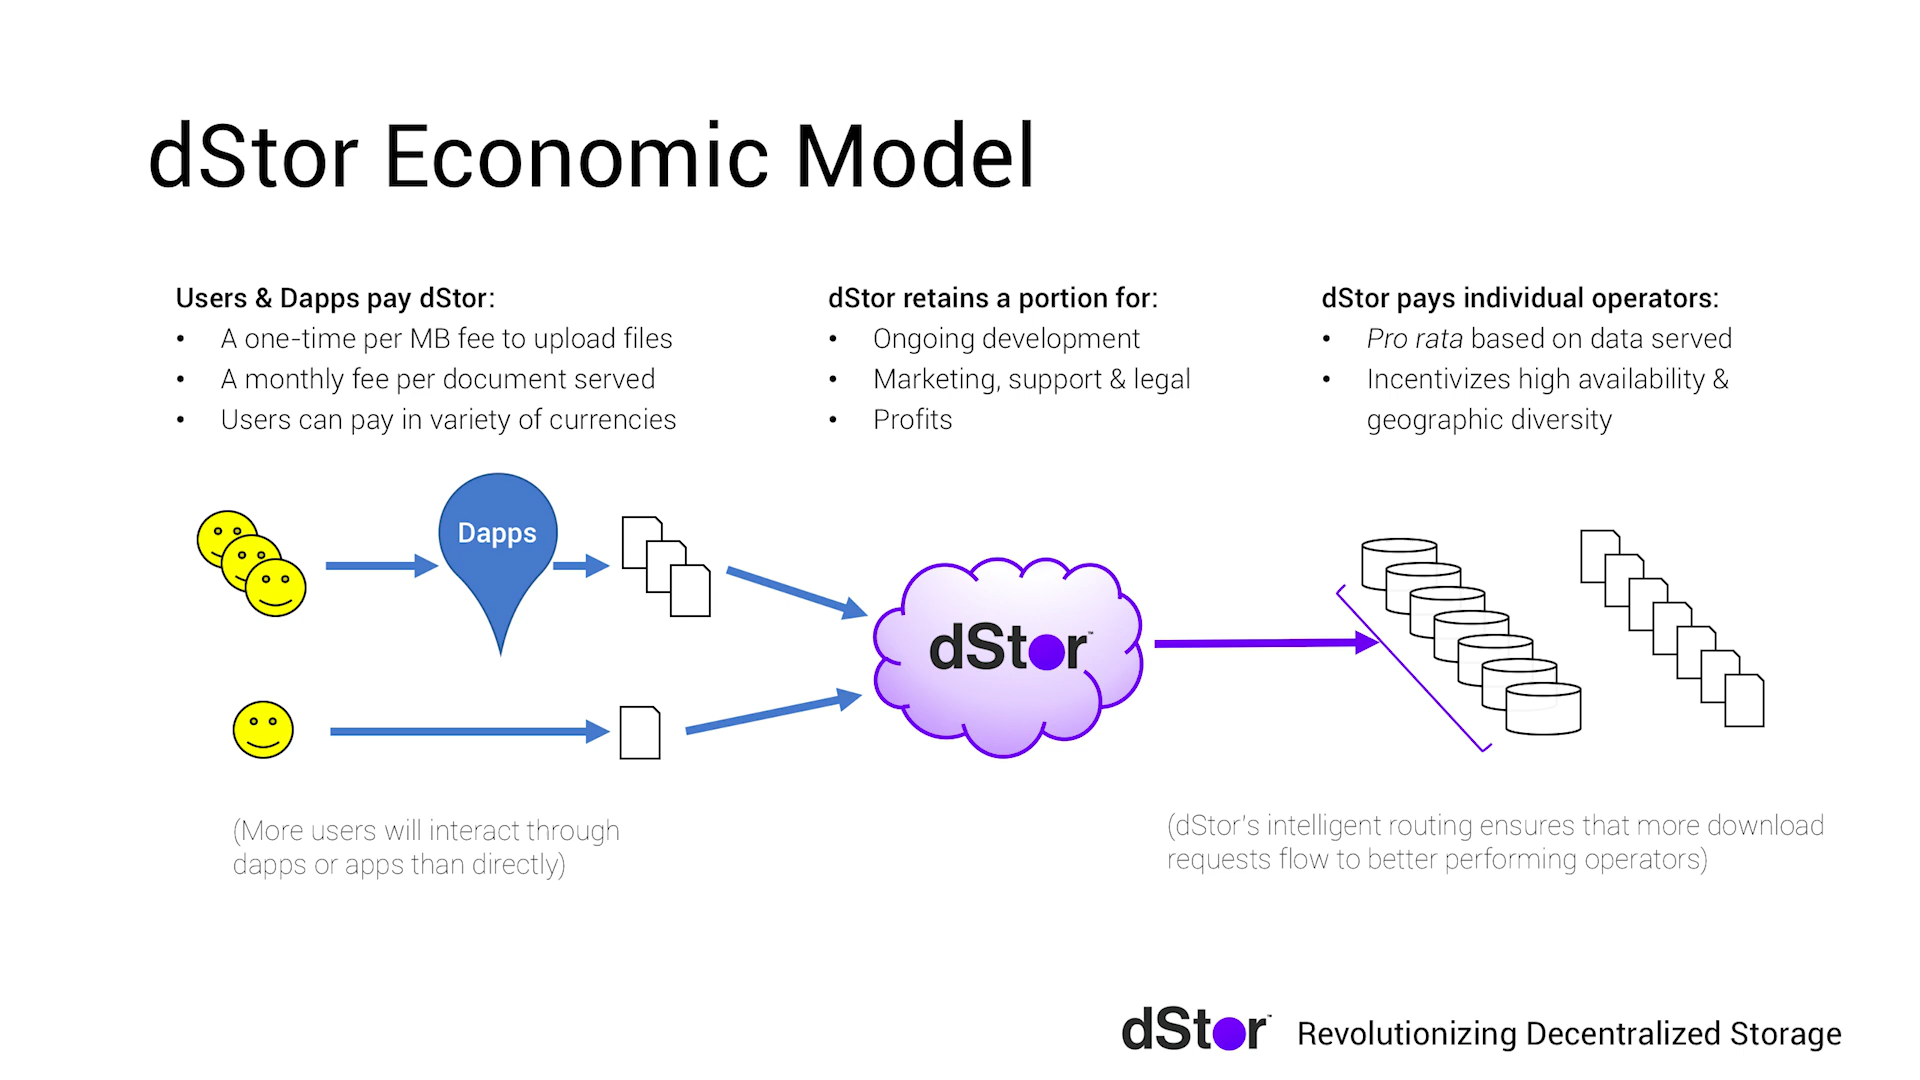 dStor Economic Model
Users & Dapps pay dStor:
• A one-time per MB fee to upload files
• A monthly fee per document served
• Users can pay in variety of currencies
dStor retains a portion for:
• Ongoing development
• Marketing, support & legal
• Profits
dStor pays individual operators:
• Pro rata based on data served
• Incentivizes high availability &
geographic diversity
Dapps
dStor™
(More users will interact through
dapps or apps than directly)
(dStor's intelligent routing ensures that more download
requests flow to better performing operators)
dStor™ Revolutionizing Decentralized Storage